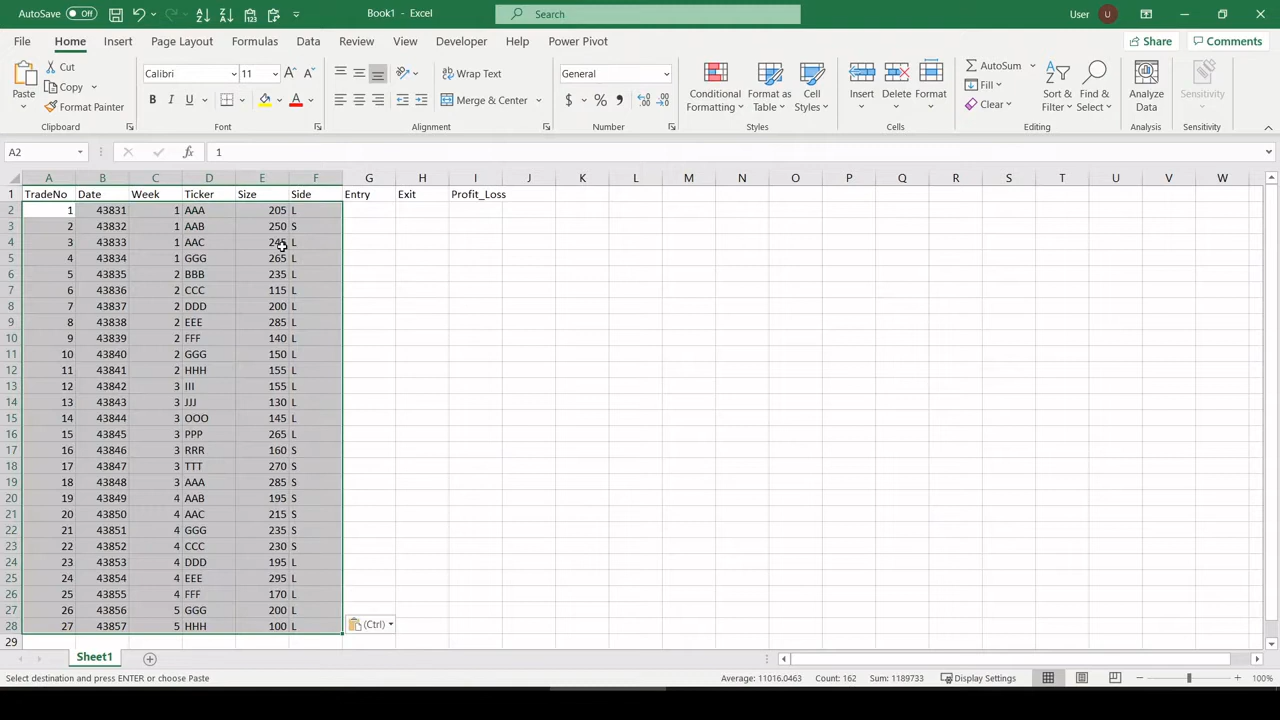 AutoSave Off Book1 - Excel Search User U
File Home Insert Page Layout Formulas Data Review View Developer Help Power Pivot Share Comments
Paste Cut Copy Format Painter Clipboard
Calibri 11 B I U Font
Wrap Text Merge & Center Alignment
General $ % Number
Conditional Formatting Format as Table Cell Styles Styles
Insert Delete Format Cells
AutoSum Fill Clear Sort & Filter Find & Select Editing
Analyze Data Analysis
Sensitivity Sensitivity
A2 fx 1
A B C D E F G H I J K L M N O P Q R S T U V W
1 TradeNo Date Week Ticker Size Side Entry Exit Profit_Loss
2 1 43831 1 AAA 205 L
3 2 43832 1 AAB 250 S
4 3 43833 1 AAC 245 L
5 4 43834 1 GGG 265 L
6 5 43835 2 BBB 235 L
7 6 43836 2 CCC 115 L
8 7 43837 2 DDD 200 L
9 8 43838 2 EEE 285 L
10 9 43839 2 FFF 140 L
11 10 43840 2 GGG 150 L
12 11 43841 2 HHH 155 L
13 12 43842 3 III 155 L
14 13 43843 3 JJJ 130 L
15 14 43844 3 OOO 145 L
16 15 43845 3 PPP 265 L
17 16 43846 3 RRR 160 S
18 17 43847 3 TTT 270 S
19 18 43848 3 AAA 285 S
20 19 43849 4 AAB 195 S
21 20 43850 4 AAC 215 S
22 21 43851 4 GGG 235 S
23 22 43852 4 CCC 230 S
24 23 43853 4 DDD 195 L
25 24 43854 4 EEE 295 L
26 25 43855 4 FFF 170 L
27 26 43856 5 GGG 200 L
28 27 43857 5 HHH 100 L (Ctrl)
29
Sheet1
Select destination and press ENTER or choose Paste Average: 11016.0463 Count: 162 Sum: 1189733 Display Settings 100%